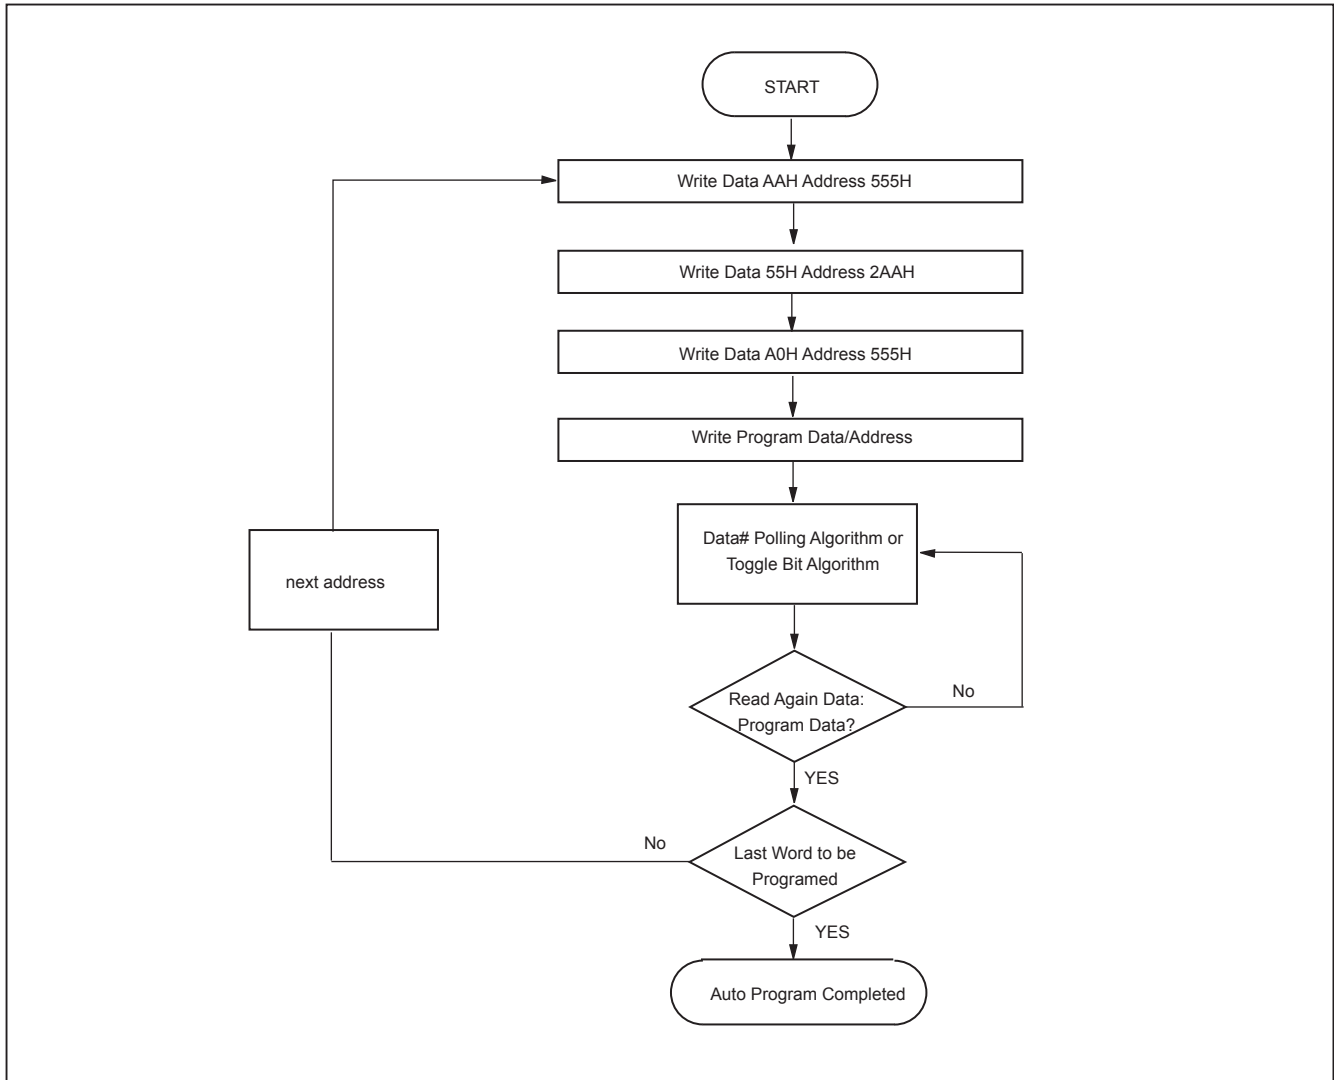 START
Write Data AAH Address 555H
Write Data 55H Address 2AAH
Write Data A0H Address 555H
Write Program Data/Address
Data# Polling Algorithm or
Toggle Bit Algorithm
next address
Read Again Data:
Program Data?
No
YES
No
Last Word to be
Programed
YES
Auto Program Completed